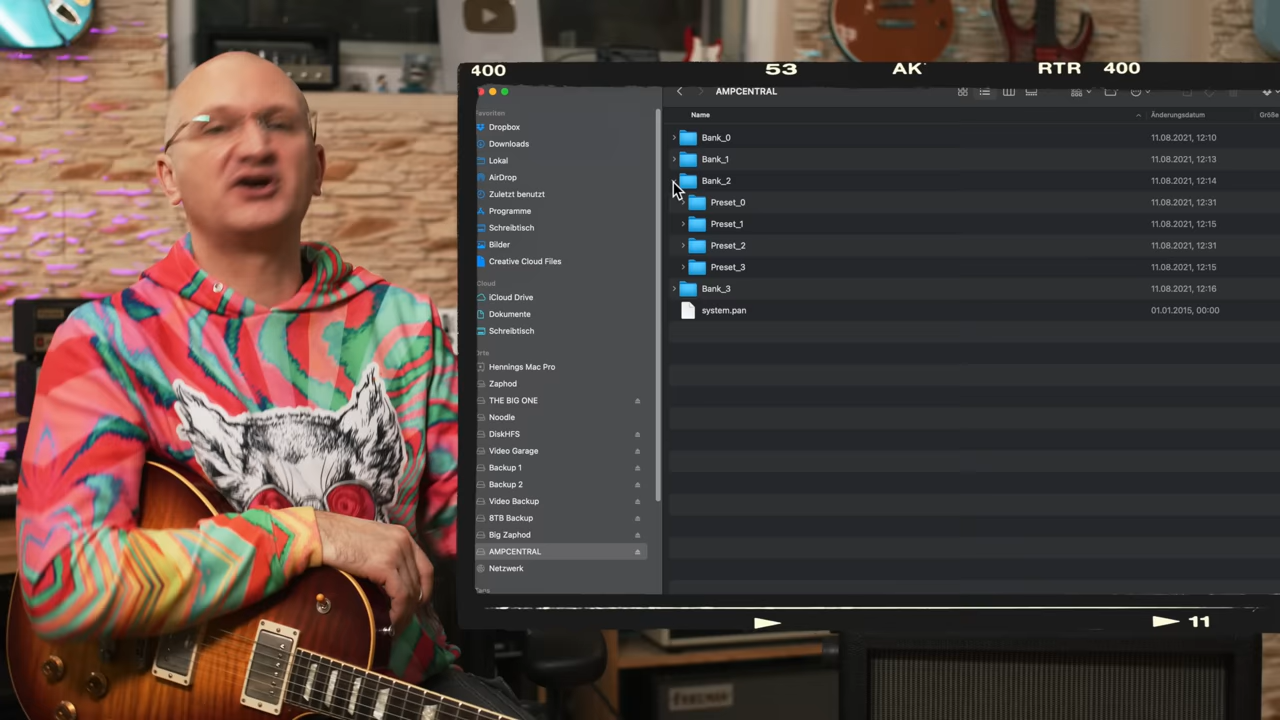 400 53 AK RTR 400
AMPCENTRAL
Favoriten
Dropbox
Downloads
Lokal
AirDrop
Zuletzt benutzt
Programme
Schreibtisch
Bilder
Creative Cloud Files
Cloud
iCloud Drive
Dokumente
Schreibtisch
Orte
Hennings Mac Pro
Zaphod
THE BIG ONE
Noodle
DiskHFS
Video Garage
Backup 1
Backup 2
Video Backup
8TB Backup
Big Zaphod
AMPCENTRAL
Netzwerk
Tags
Name Änderungsdatum Größe
Bank_0 11.08.2021, 12:10
Bank_1 11.08.2021, 12:13
Bank_2 11.08.2021, 12:14
Preset_0 11.08.2021, 12:31
Preset_1 11.08.2021, 12:15
Preset_2 11.08.2021, 12:31
Preset_3 11.08.2021, 12:15
Bank_3 11.08.2021, 12:16
system.pan 01.01.2015, 00:00
11